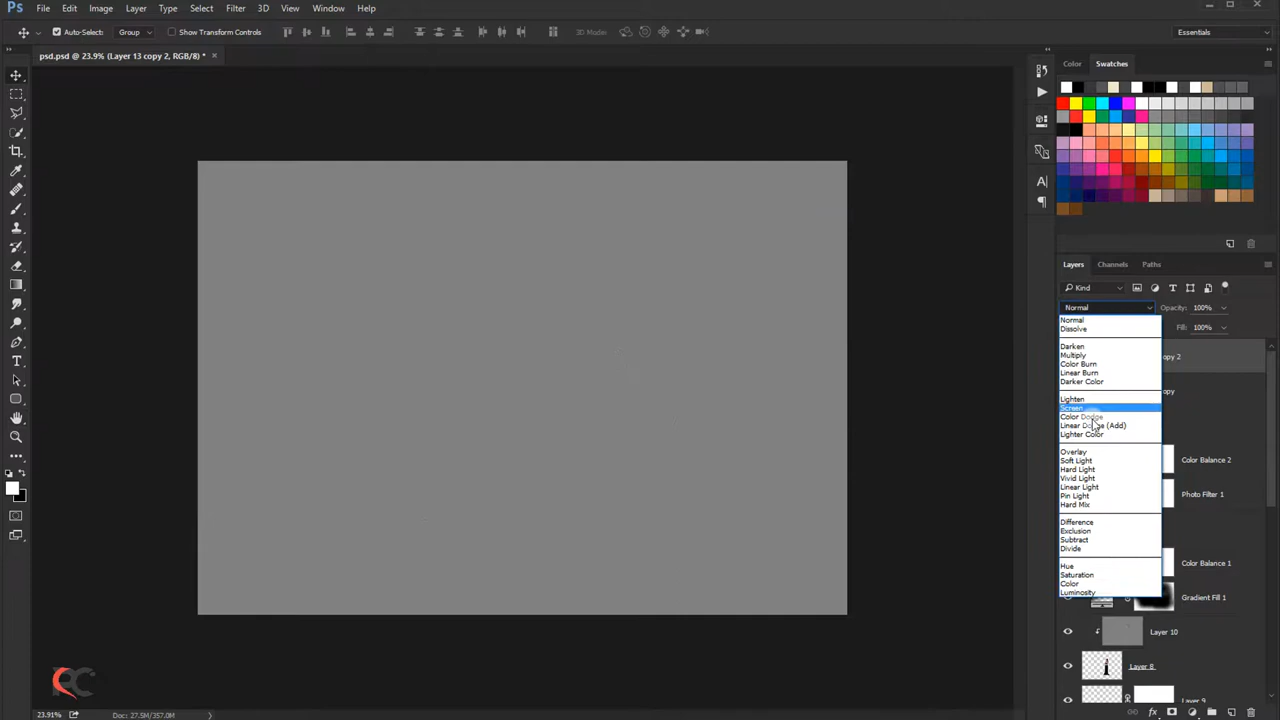 Ps File Edit Image Layer Type Select Filter 3D View Window Help
Auto-Select: Group Show Transform Controls 3D Mode: Essentials
psd.psd @ 23.9% (Layer 13 copy 2, RGB/8) * ×
Color Swatches
Layers Channels Paths
Kind
Normal Opacity: 100%
Fill: 100%
Normal
Dissolve
Darken
Multiply
Color Burn
Linear Burn
Darker Color
Lighten
Screen
Color Dodge
Linear Dodge (Add)
Lighter Color
Overlay
Soft Light
Hard Light
Vivid Light
Linear Light
Pin Light
Hard Mix
Difference
Exclusion
Subtract
Divide
Hue
Saturation
Color
Luminosity
opy 2
opy
Color Balance 2
Photo Filter 1
Color Balance 1
Gradient Fill 1
Layer 10
Layer 8
Layer 9
23.91% Doc: 27.5M/357.0M